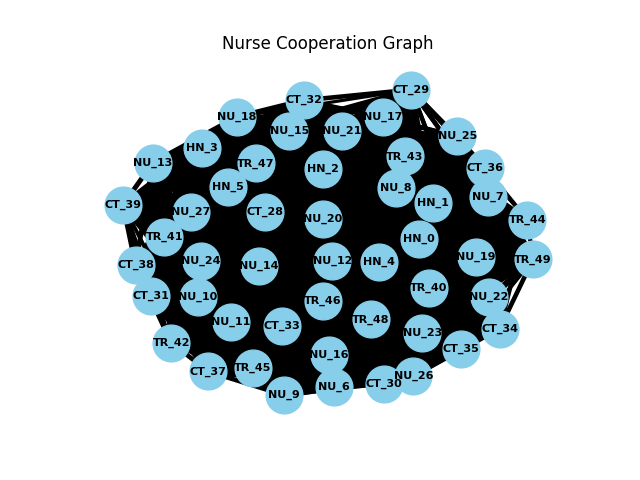 Nurse Cooperation Graph
CT_29
CT_32
NU_18
NU_17
NU_15
NU_21
NU_25
HN_3
TR_43
NU_13
TR_47
HN_2
CT_36
HN_5
NU_8
NU_7
HN_1
CT_39
NU_27
CT_28
NU_20
TR_44
TR_41
HN_0
CT_38
NU_24
NU_14
NU_12
HN_4
NU_19
TR_49
CT_31
NU_10
TR_46
TR_40
NU_22
NU_11
CT_33
TR_48
NU_23
CT_34
TR_42
CT_35
NU_16
CT_37
TR_45
NU_26
NU_6
CT_30
NU_9